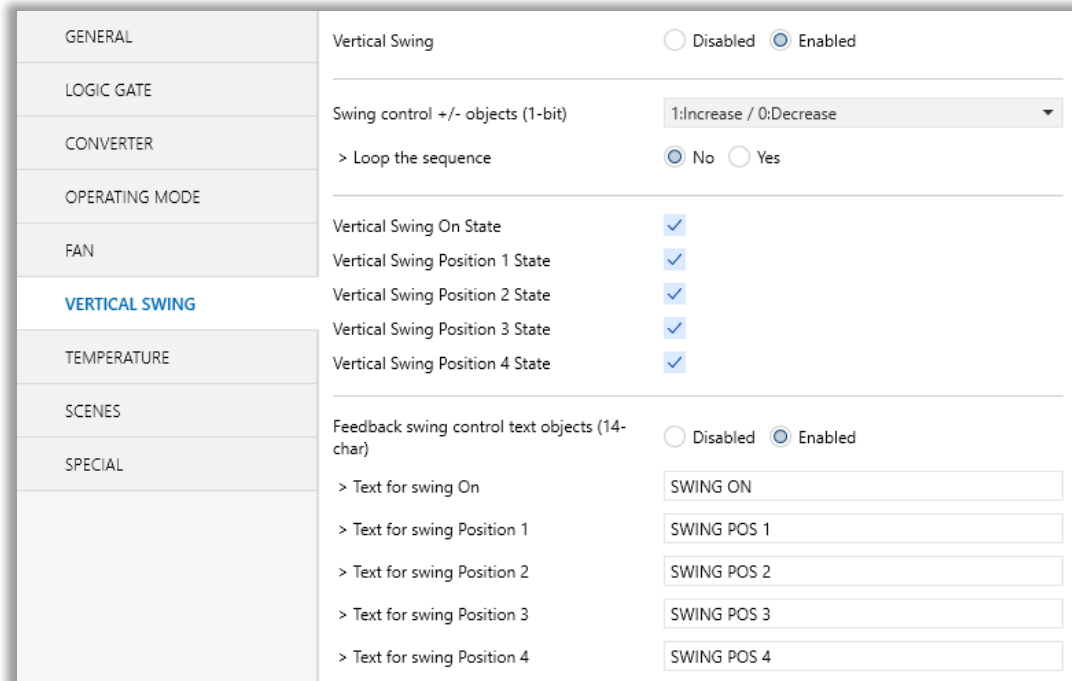 GENERAL
LOGIC GATE
CONVERTER
OPERATING MODE
FAN
VERTICAL SWING
TEMPERATURE
SCENES
SPECIAL
Vertical Swing
Disabled
Enabled
Swing control +/- objects (1-bit)
1:Increase / 0:Decrease
> Loop the sequence
No
Yes
Vertical Swing On State
Vertical Swing Position 1 State
Vertical Swing Position 2 State
Vertical Swing Position 3 State
Vertical Swing Position 4 State
Feedback swing control text objects (14-
char)
Disabled
Enabled
> Text for swing On
SWING ON
> Text for swing Position 1
SWING POS 1
> Text for swing Position 2
SWING POS 2
> Text for swing Position 3
SWING POS 3
> Text for swing Position 4
SWING POS 4